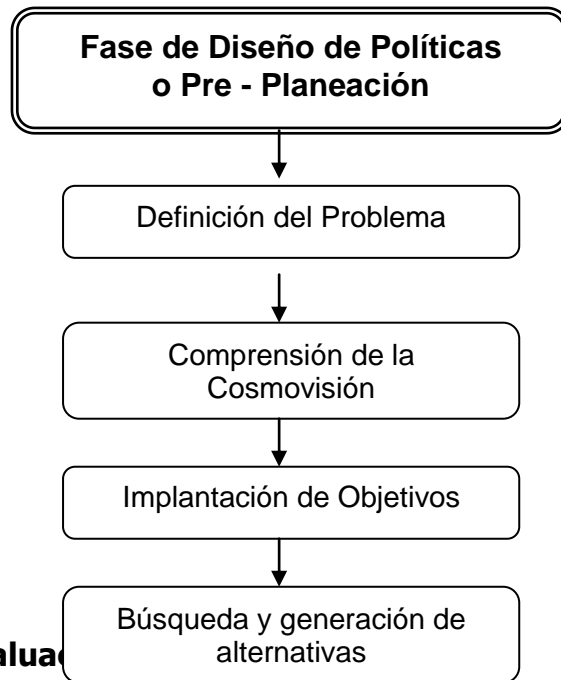 Fase de Diseño de Políticas
o Pre - Planeación
Definición del Problema
Comprensión de la
Cosmovisión
Implantación de Objetivos
Búsqueda y generación de
alternativas